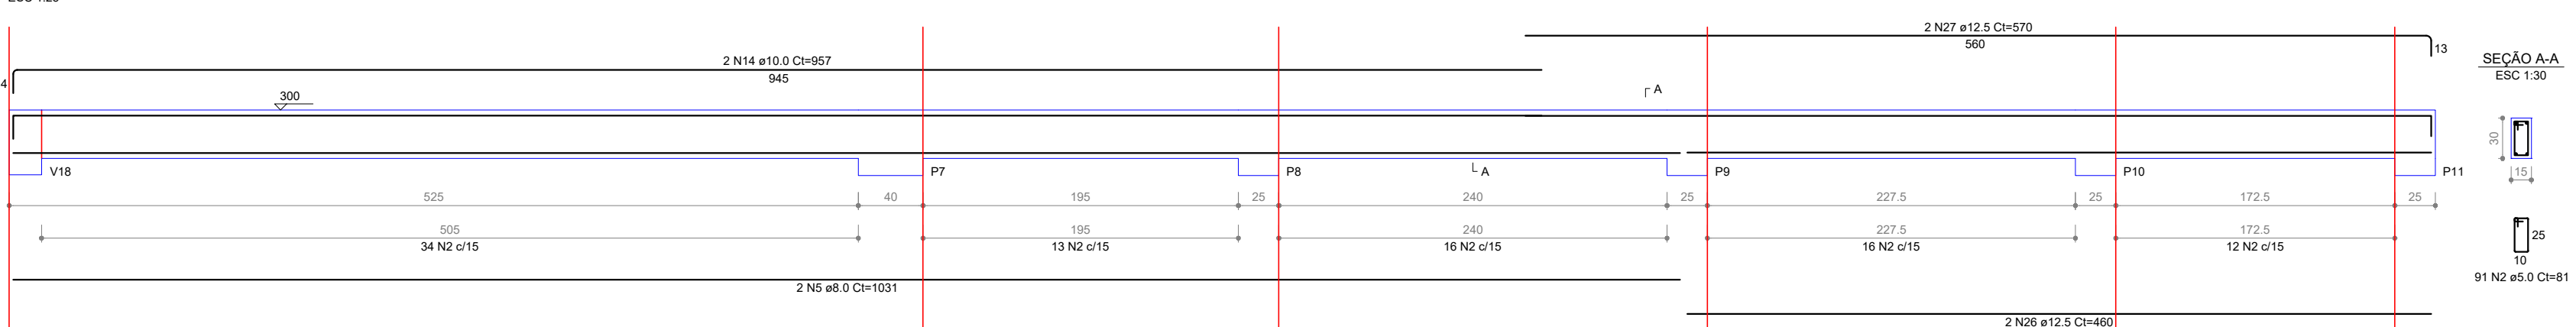 2 N27 ø12.5 Ct=570
560
13
SEÇÃO A-A
ESC 1:30
2 N14 ø10.0 Ct=957
945
4
300
A
30
15
V18
P7
P8
A
P9
P10
P11
525
40
195
25
240
25
227.5
25
172.5
25
505
195
240
227.5
172.5
34 N2 c/15
13 N2 c/15
16 N2 c/15
16 N2 c/15
12 N2 c/15
25
10
91 N2 ø5.0 Ct=81
2 N5 ø8.0 Ct=1031
2 N26 ø12.5 Ct=460